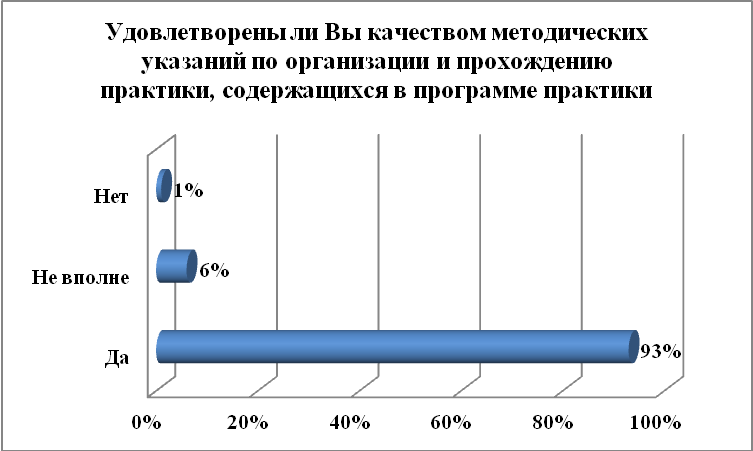 Удовлетворены ли Вы качеством методических
указаний по организации и прохождению
практики, содержащихся в программе практики
Нет
1%
Не вполне
6%
Да
93%
0%
20%
40%
60%
80%
100%